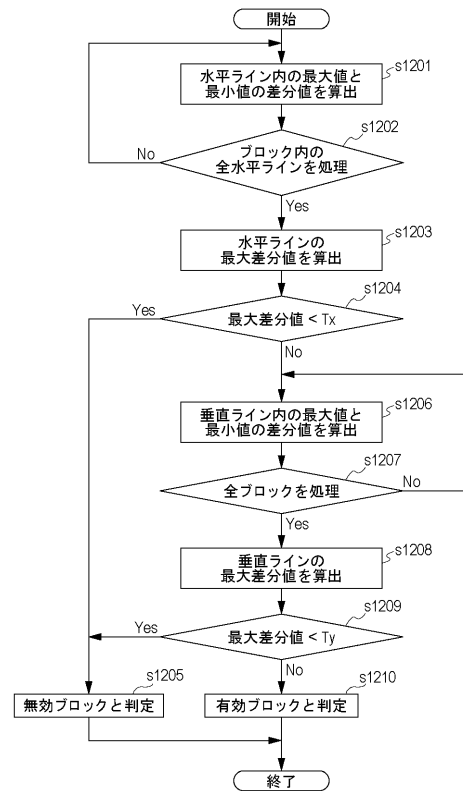 開始
水平ライン内の最大値と
最小値の差分値を算出
s1201
ブロック内の
全水平ラインを処理
s1202
No
Yes
水平ラインの
最大差分値を算出
s1203
最大差分値 < Tx
s1204
Yes
No
垂直ライン内の最大値と
最小値の差分値を算出
s1206
全ブロックを処理
s1207
No
Yes
垂直ラインの
最大差分値を算出
s1208
最大差分値 < Ty
s1209
Yes
No
無効ブロックと判定
s1205
有効ブロックと判定
s1210
終了